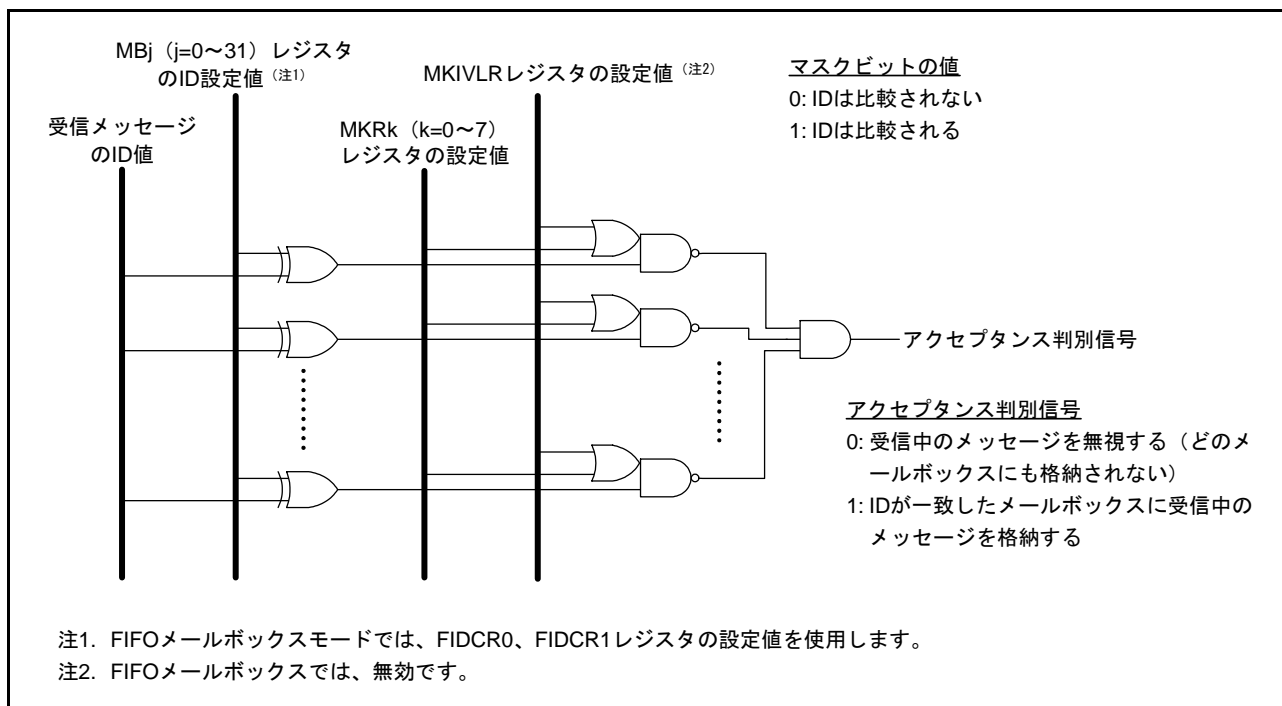 MBj（j=0～31）レジスタ
のID設定値（注1）
MKIVLRレジスタの設定値（注2）
マスクビットの値
0: IDは比較されない
1: IDは比較される
受信メッセージ
のID値
MKRk（k=0～7）
レジスタの設定値
アクセプタンス判別信号
アクセプタンス判別信号
0: 受信中のメッセージを無視する（どのメ
ールボックスにも格納されない）
1: IDが一致したメールボックスに受信中の
メッセージを格納する
注1. FIFOメールボックスモードでは、FIDCR0、FIDCR1レジスタの設定値を使用します。
注2. FIFOメールボックスでは、無効です。